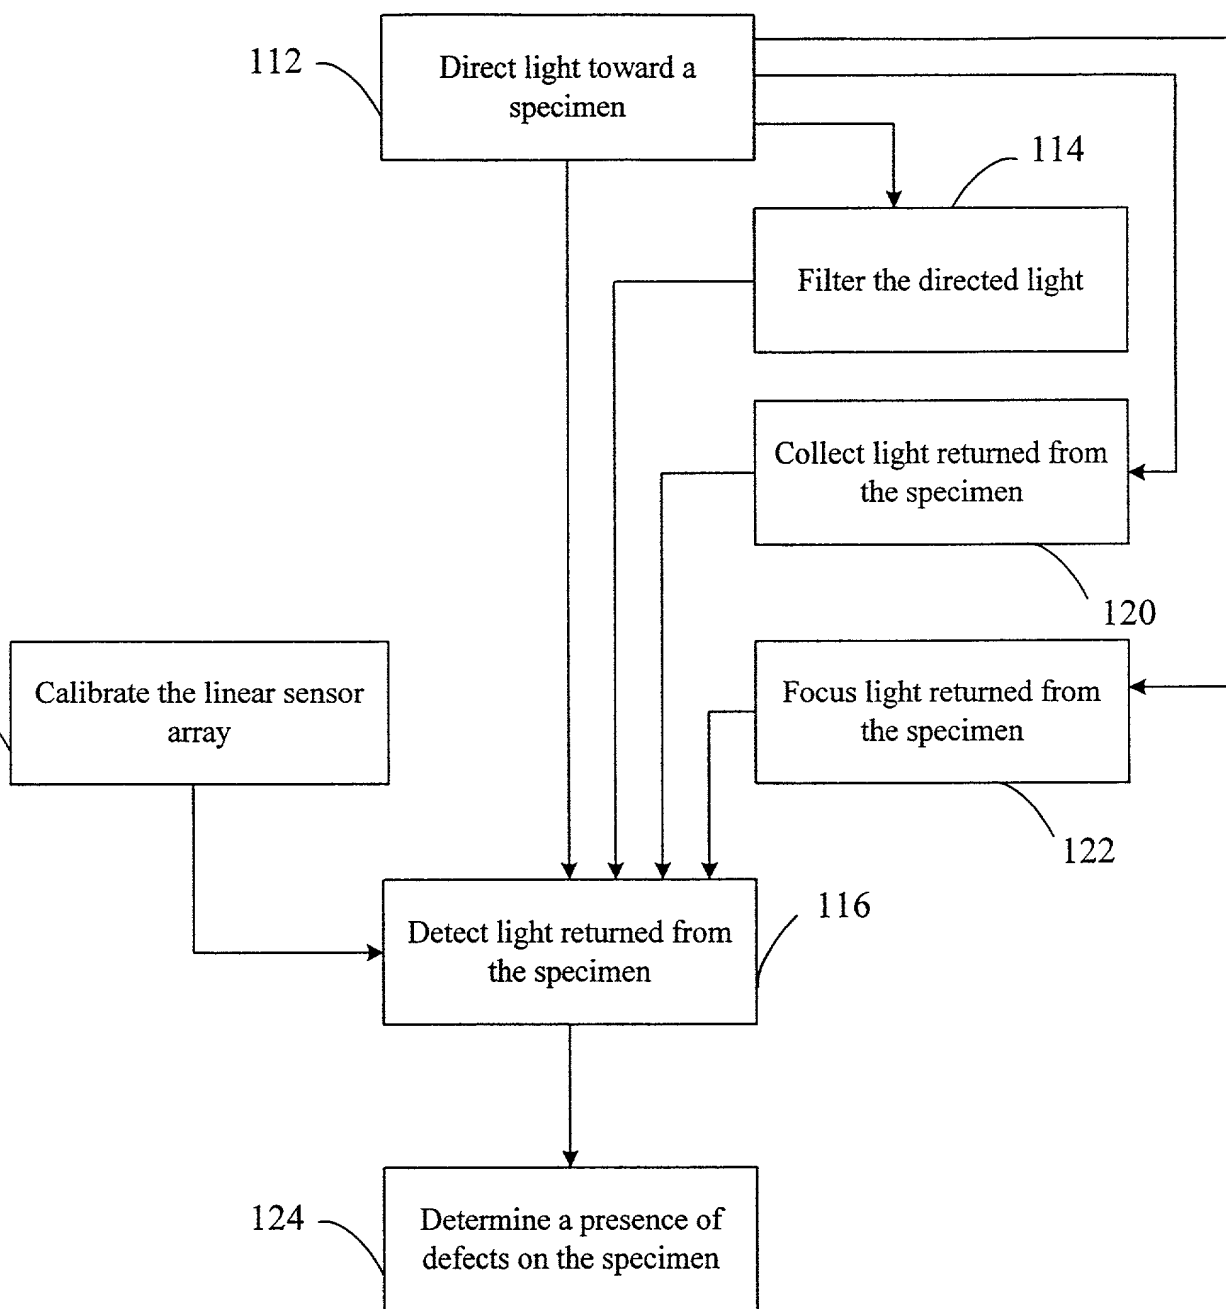 112
Direct light toward a
specimen
114
Filter the directed light
Collect light returned from
the specimen
120
Calibrate the linear sensor
array
Focus light returned from
the specimen
122
116
Detect light returned from
the specimen
124
Determine a presence of
defects on the specimen